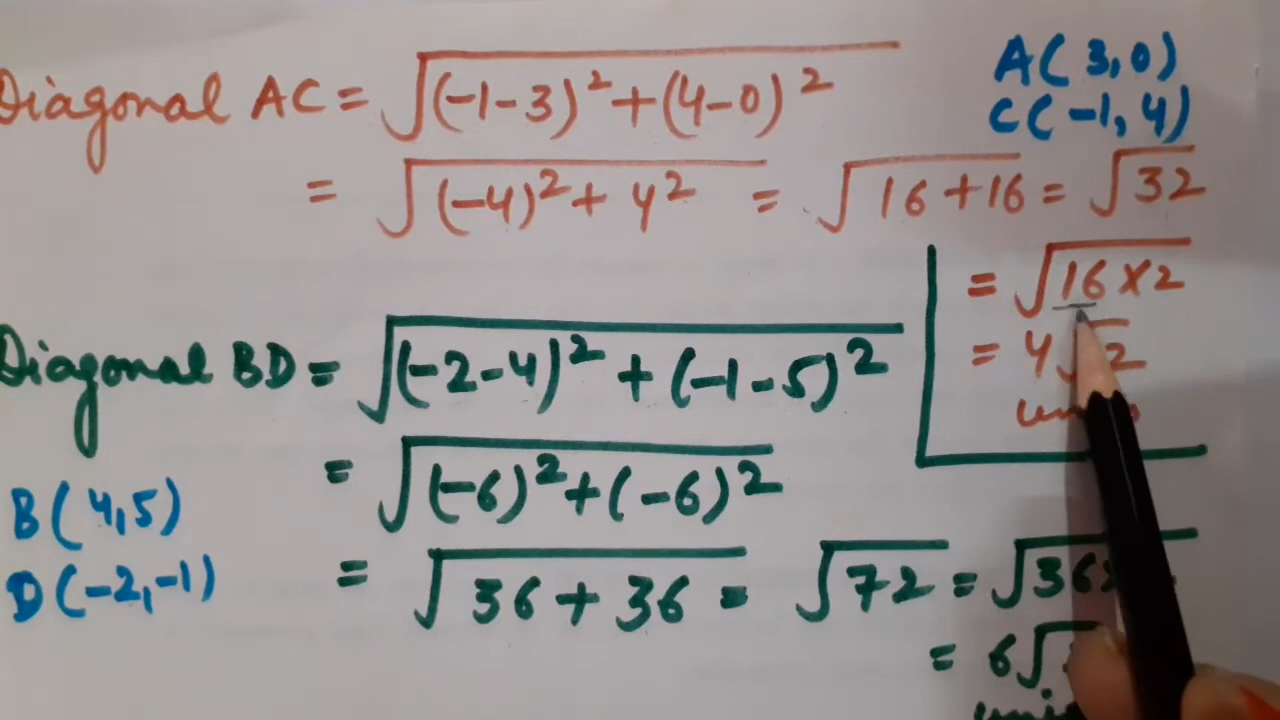 Diagonal AC = √(-1-3)² + (4-0)²
A(3,0)
C(-1,4)
= √(-4)² + 4² = √16+16 = √32
= √16×2
= 4√2
Diagonal BD = √(-2-4)² + (-1-5)²
= √(-6)² + (-6)²
B(4,5)
D(-2,-1)
= √36 + 36 = √72 = √36
= 6√